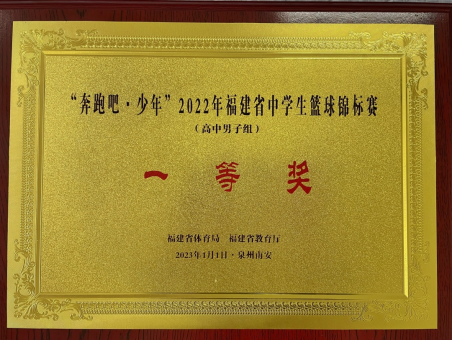 “奔跑吧·少年”2022年福建省中学生篮球锦标赛
（高中男子组）
一等奖
福建省体育局 福建省教育厅
2023年1月1日·泉州南安